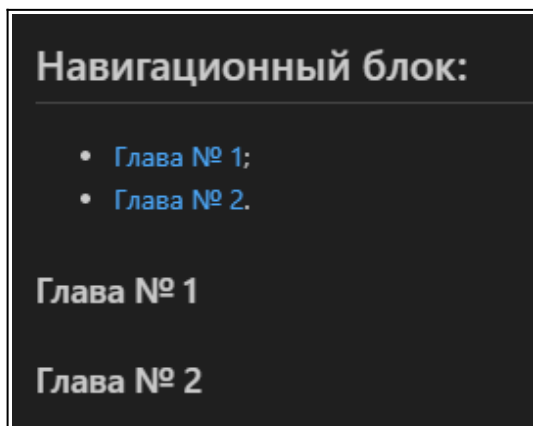 Навигационный блок:
Глава № 1;
Глава № 2.
Глава № 1
Глава № 2